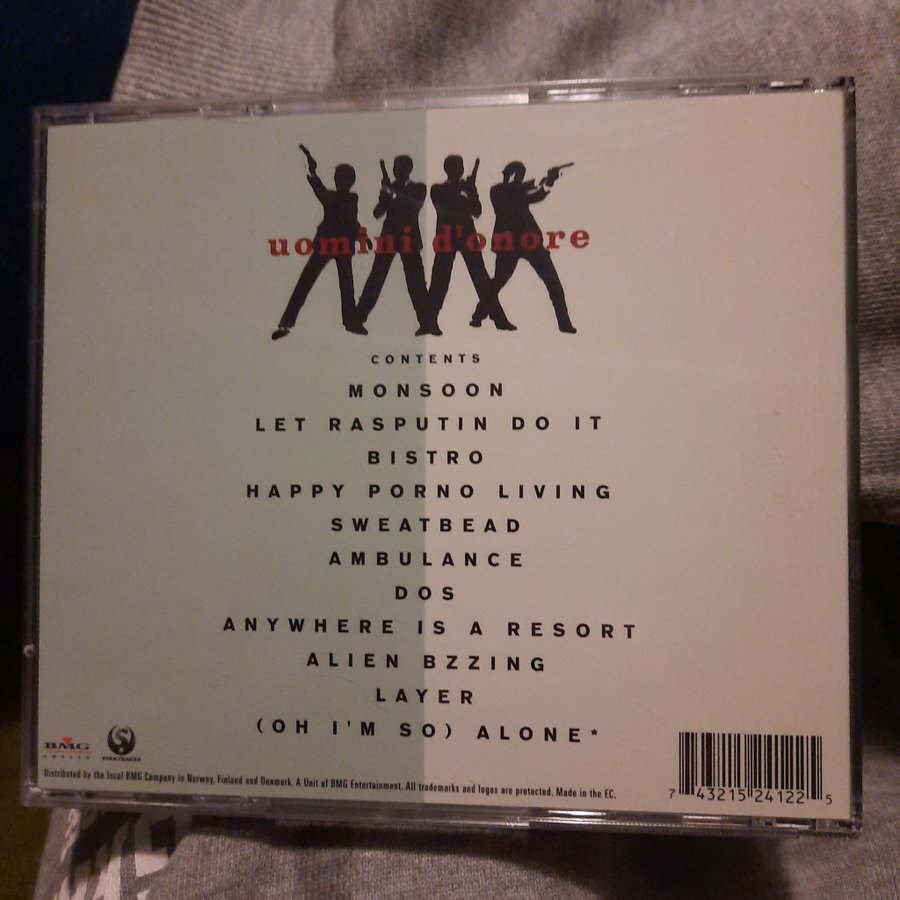 uomini d'onore
CONTENTS
MONSOON
LET RASPUTIN DO IT
BISTRO
HAPPY PORNO LIVING
SWEATBEAD
AMBULANCE
DOS
ANYWHERE IS A RESORT
ALIEN BZZING
LAYER
(OH I'M SO) ALONE*
BMG
Distributed by the local BMG Company in Norway, Finland and Denmark. A Unit of BMG Entertainment. All trademarks and logos are protected. Made in the EC.
7 43215 24122 5